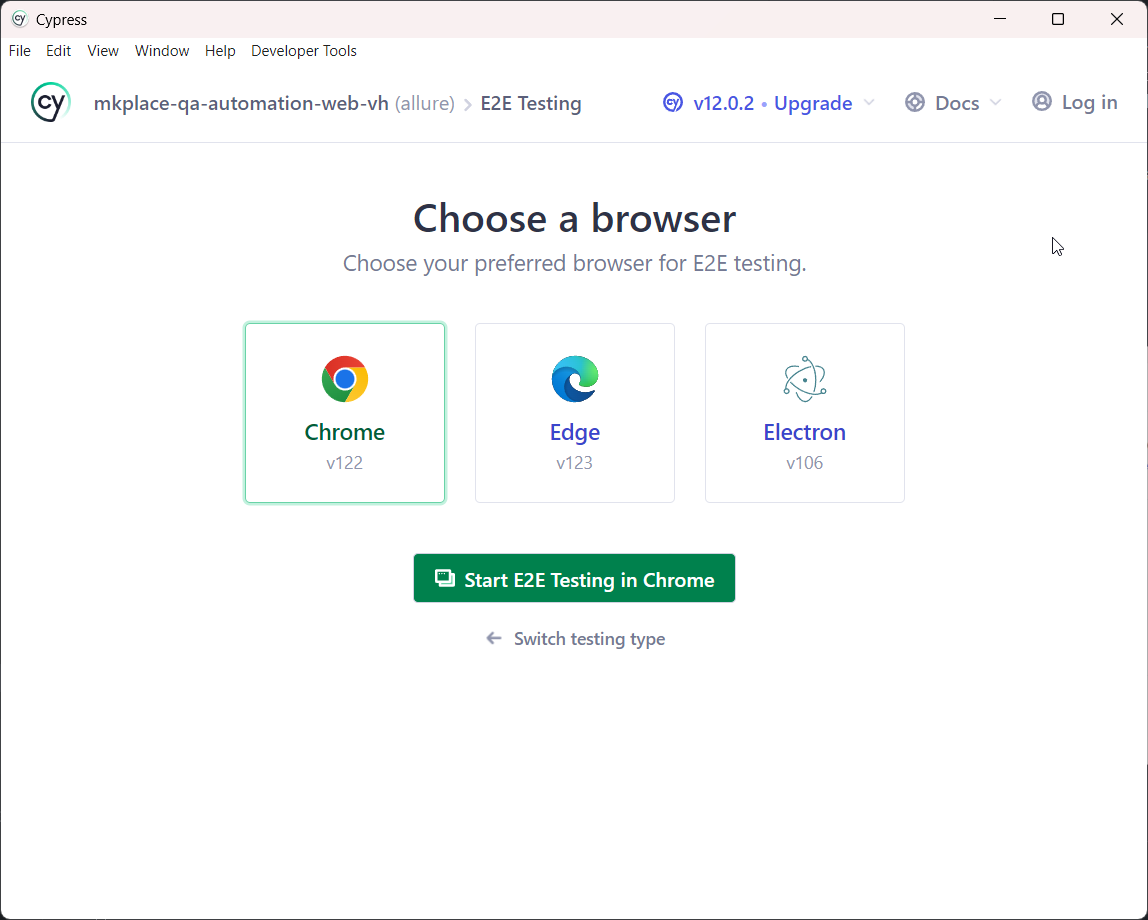 cy Cypress
File Edit View Window Help Developer Tools
cy mkplace-qa-automation-web-vh (allure) > E2E Testing cy v12.0.2 • Upgrade Docs Log in
Choose a browser
Choose your preferred browser for E2E testing.
Chrome Edge Electron
v122 v123 v106
Start E2E Testing in Chrome
← Switch testing type